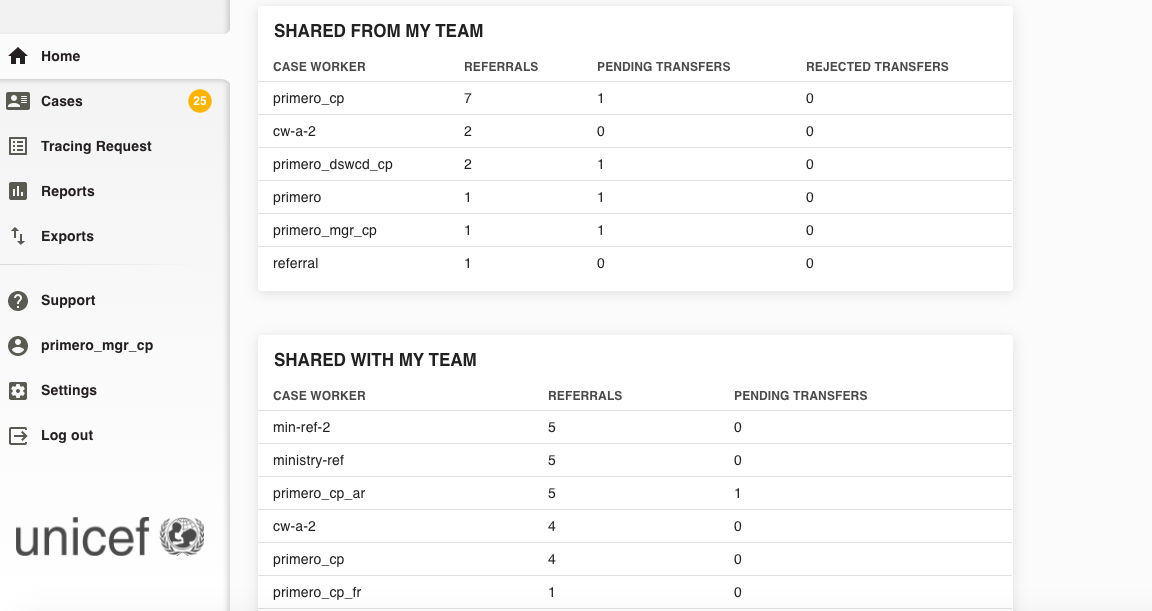 Home
Cases 25
Tracing Request
Reports
Exports
Support
primero_mgr_cp
Settings
Log out
unicef
SHARED FROM MY TEAM
CASE WORKER REFERRALS PENDING TRANSFERS REJECTED TRANSFERS
primero_cp 7 1 0
cw-a-2 2 0 0
primero_dswcd_cp 2 1 0
primero 1 1 0
primero_mgr_cp 1 1 0
referral 1 0 0
SHARED WITH MY TEAM
CASE WORKER REFERRALS PENDING TRANSFERS
min-ref-2 5 0
ministry-ref 5 0
primero_cp_ar 5 1
cw-a-2 4 0
primero_cp 4 0
primero_cp_fr 1 0